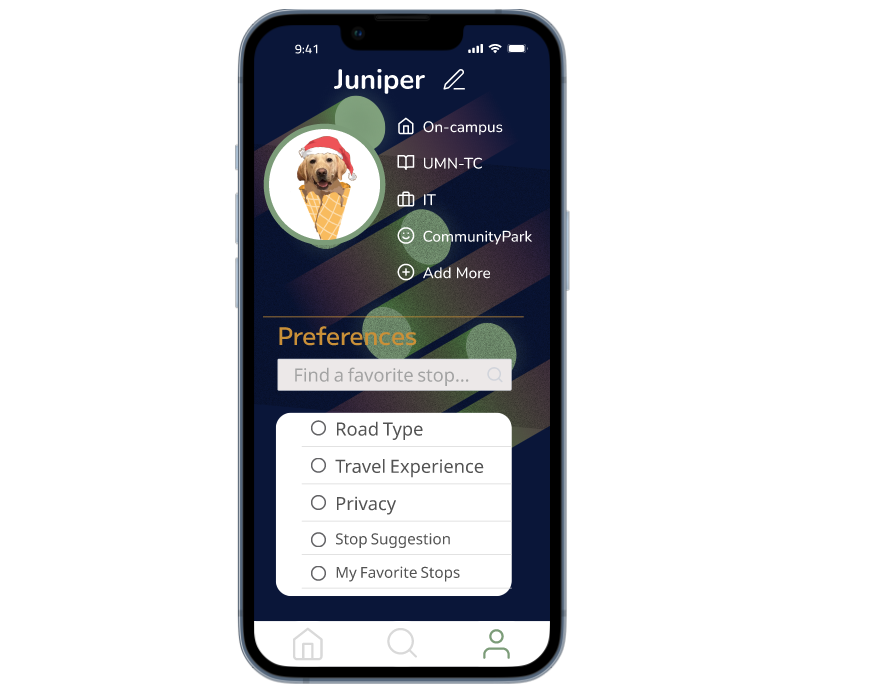 9:41
Juniper
On-campus
UMN-TC
IT
CommunityPark
Add More
Preferences
Find a favorite stop...
Road Type
Travel Experience
Privacy
Stop Suggestion
My Favorite Stops